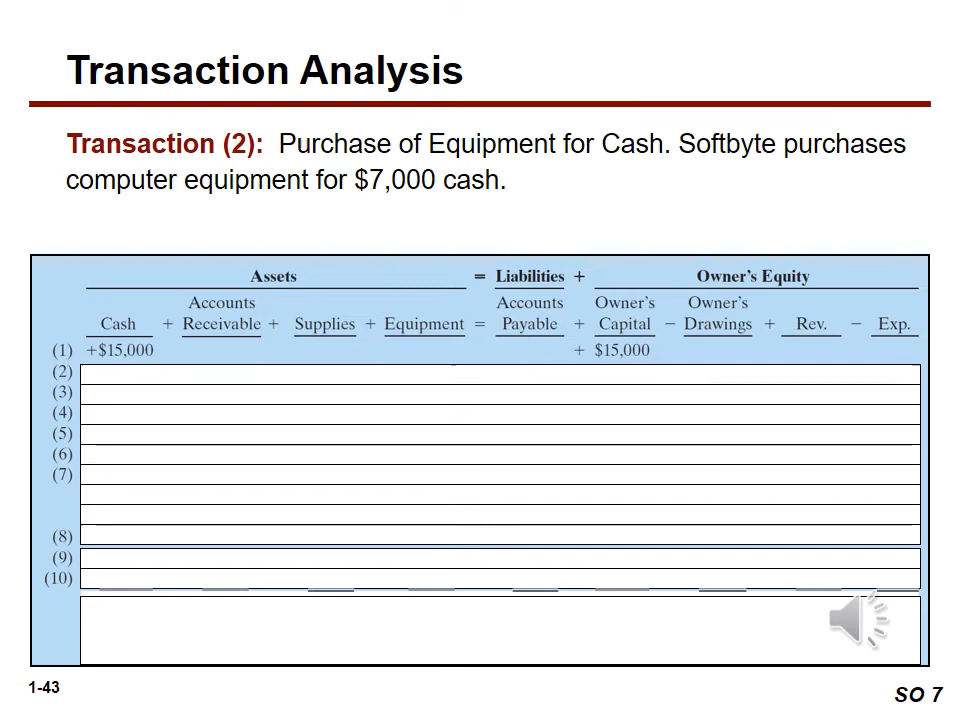 Transaction Analysis
Transaction (2): Purchase of Equipment for Cash. Softbyte purchases
computer equipment for $7,000 cash.
Assets = Liabilities + Owner's Equity
Accounts Accounts Owner's Owner's
Cash + Receivable + Supplies + Equipment = Payable + Capital − Drawings + Rev. − Exp.
(1) +$15,000 + $15,000
(2)
(3)
(4)
(5)
(6)
(7)
(8)
(9)
(10)
1-43
SO 7